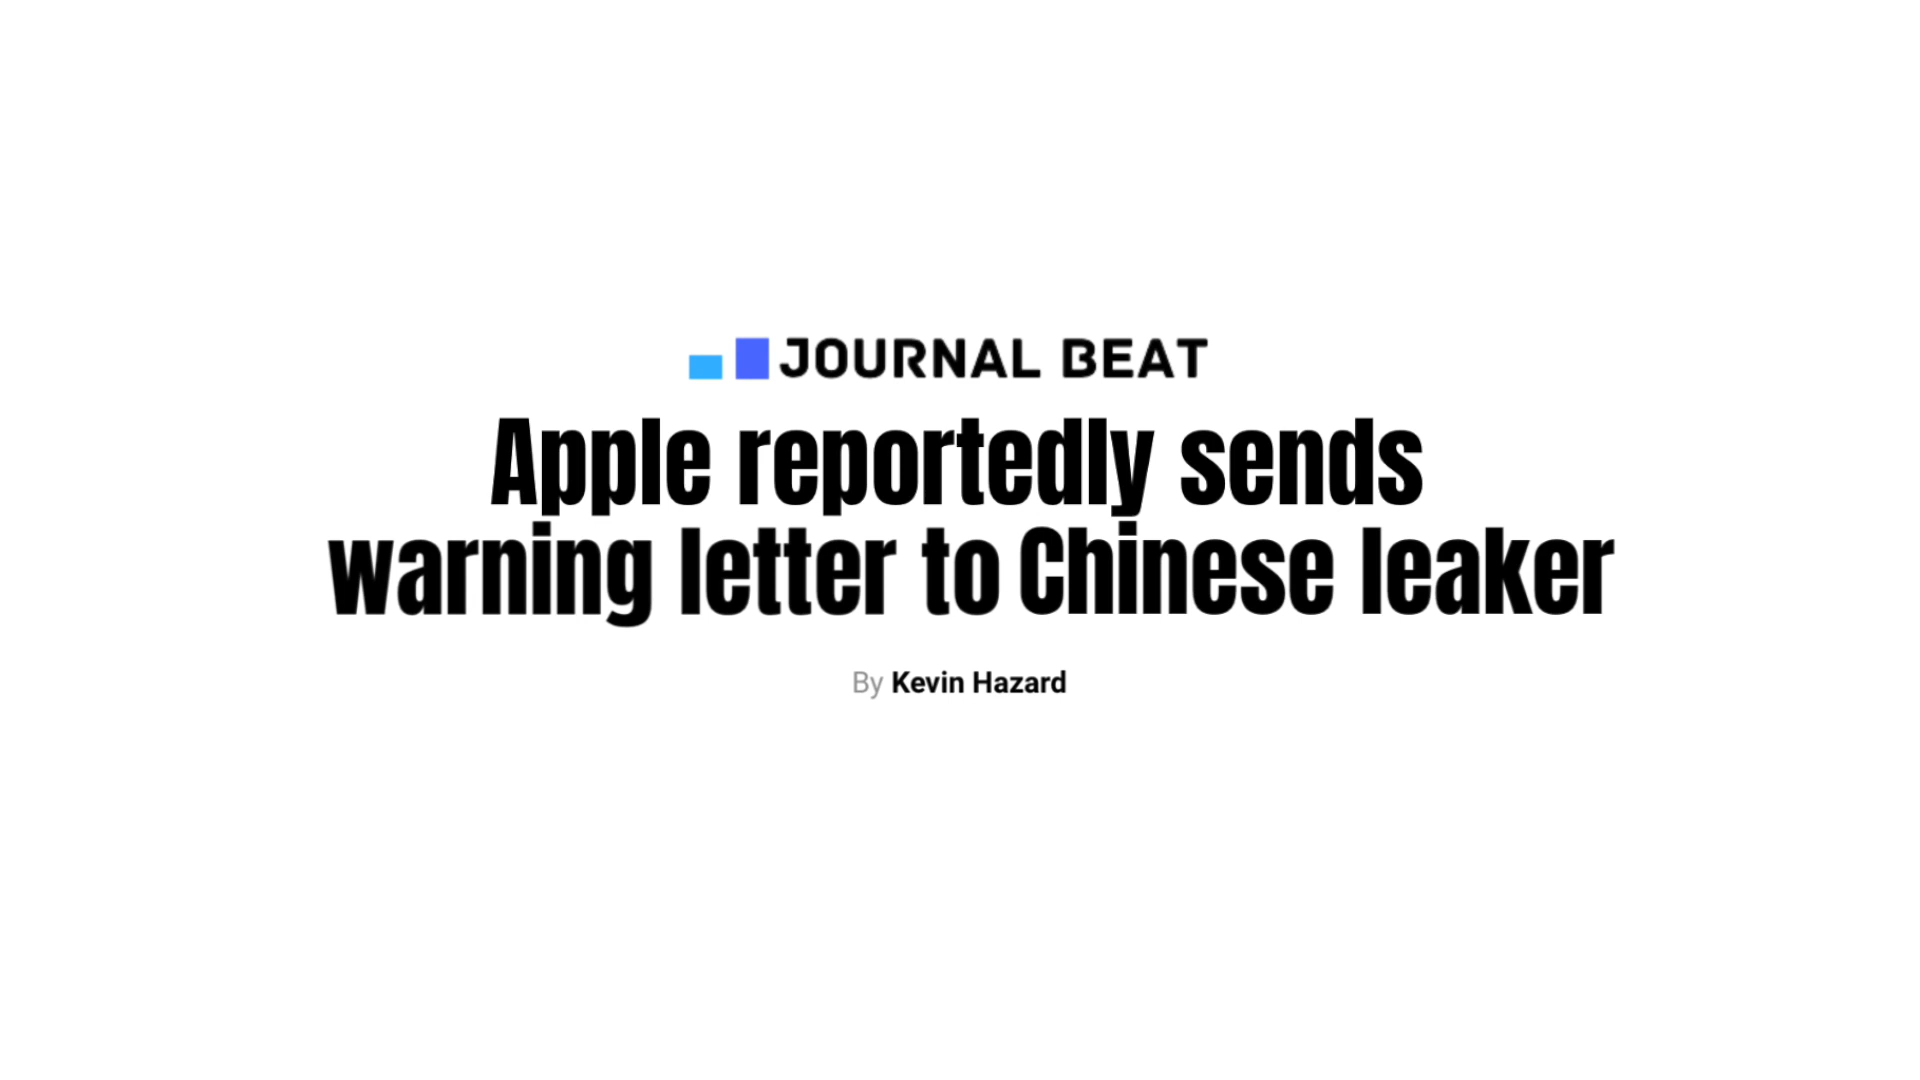 JOURNAL BEAT
Apple reportedly sends
warning letter to Chinese leaker
By Kevin Hazard